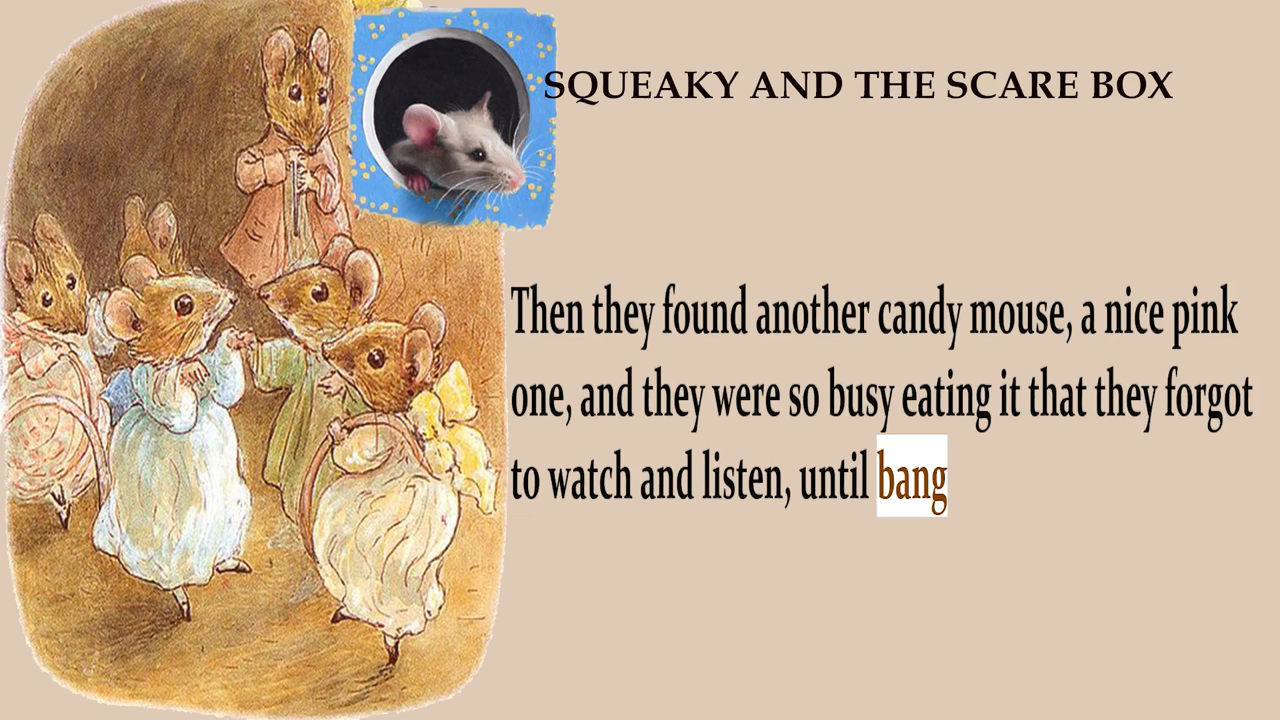 SQUEAKY AND THE SCARE BOX
Then they found another candy mouse, a nice pink
one, and they were so busy eating it that they forgot
to watch and listen, until bang